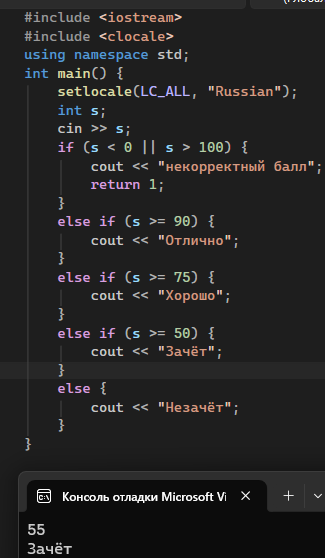 #include <iostream>
#include <clocale>
using namespace std;
int main() {
setlocale(LC_ALL, "Russian");
int s;
cin >> s;
if (s < 0 || s > 100) {
cout << "некорректный балл";
return 1;
}
else if (s >= 90) {
cout << "Отлично";
}
else if (s >= 75) {
cout << "Хорошо";
}
else if (s >= 50) {
cout << "Зачёт";
}
else {
cout << "Незачёт";
}
}
Консоль отладки Microsoft Vi
55
Зачёт